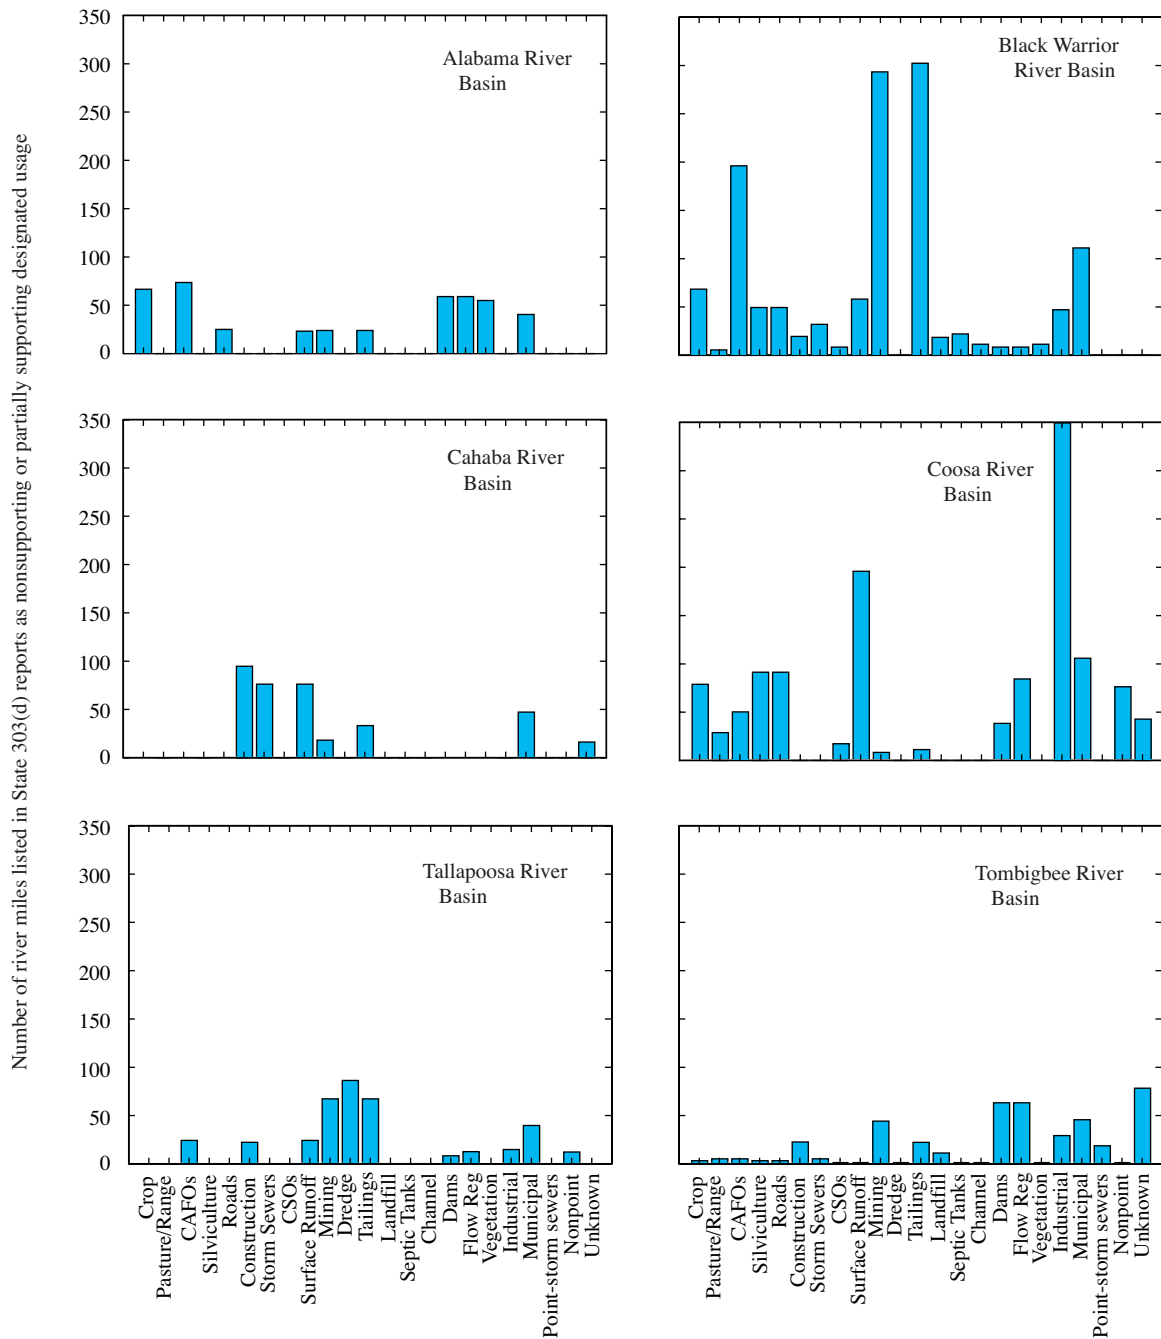 Number of river miles listed in State 303(d) reports as nonsupporting or partially supporting designated usage
350
300
250
200
150
100
50
0
Alabama River
Basin
Black Warrior
River Basin
350
300
250
200
150
100
50
0
Cahaba River
Basin
Coosa River
Basin
350
300
250
200
150
100
50
0
Tallapoosa River
Basin
Tombigbee River
Basin
Crop
Pasture/Range
CAFOs
Silviculture
Roads
Construction
Storm Sewers
CSOs
Surface Runoff
Mining
Dredge
Tailings
Landfill
Septic Tanks
Channel
Dams
Flow Reg
Vegetation
Industrial
Municipal
Point-storm sewers
Nonpoint
Unknown
Crop
Pasture/Range
CAFOs
Silviculture
Roads
Construction
Storm Sewers
CSOs
Surface Runoff
Mining
Dredge
Tailings
Landfill
Septic Tanks
Channel
Dams
Flow Reg
Vegetation
Industrial
Municipal
Point-storm sewers
Nonpoint
Unknown